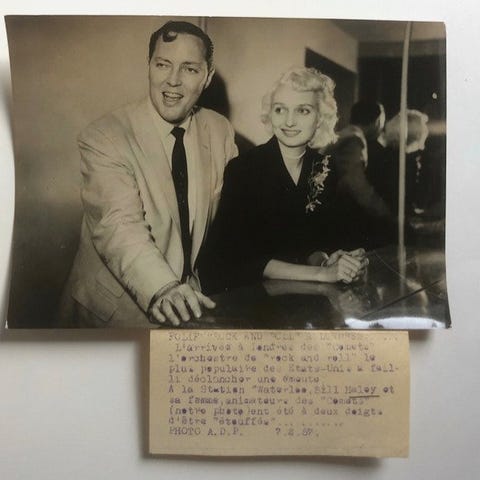 FOLIE "ROCK AND ROLL" A LONDRES.....
L'arrivée à londres des "Comets"
l'orchestre de "rock and roll" le
plus populaire des Etats-Unis a fail-
li déclancher une émeute
A la Station "Waterloo, Bill Haley et
sa femme, animateurs des "Comets"
(notre photo) ont été à deux doigts
d'être "étouffés"...........
PHOTO A.D.P. 7.2.57.